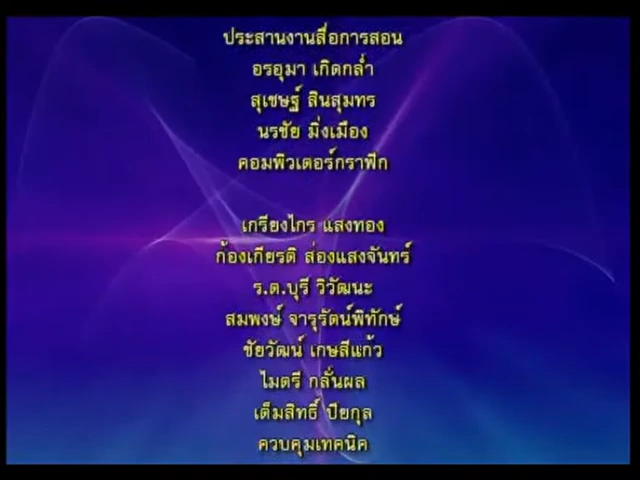 ประสานงานสื่อการสอน
อรอุมา เกิดกล่ำ
สุเชษฐ์ สินสุมทร
นรชัย มิ่งเมือง
คอมพิวเตอร์กราฟิก
เกรียงไกร แสงทอง
ก้องเกียรติ ส่องแสงจันทร์
ร.ต.บุรี วิวัฒนะ
สมพงษ์ จารุรัตน์พิทักษ์
ชัยวัฒน์ เกษสีแก้ว
ไมตรี กลั่นผล
เต็มสิทธิ์ ปิยกุล
ควบคุมเทคนิค